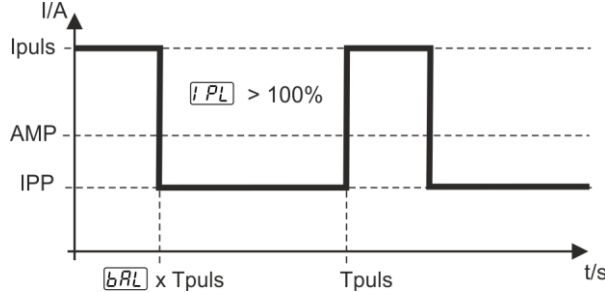 I/A
Ipuls
IPL > 100%
AMP
IPP
bAL x Tpuls
Tpuls
t/s